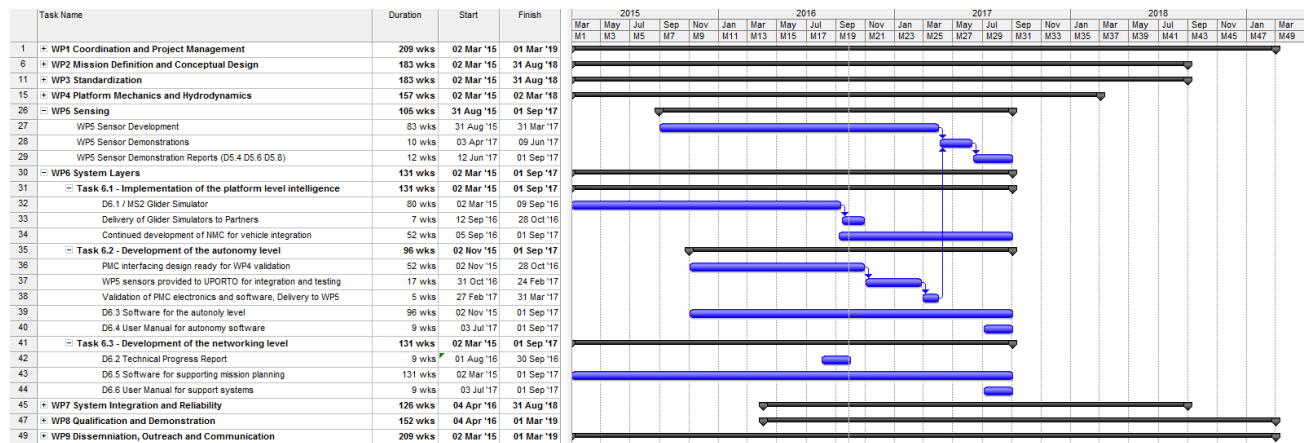 Task Name Duration Start Finish 2015 2016 2017 2018
Mar May Jul Sep Nov Jan Mar May Jul Sep Nov Jan Mar May Jul Sep Nov Jan Mar May Jul Sep Nov Jan Mar
M1 M3 M5 M7 M9 M11 M13 M15 M17 M19 M21 M23 M25 M27 M29 M31 M33 M35 M37 M39 M41 M43 M45 M47 M49
1 WP1 Coordination and Project Management 209 wks 02 Mar '15 01 Mar '19
6 WP2 Mission Definition and Conceptual Design 183 wks 02 Mar '15 31 Aug '18
11 WP3 Standardization 183 wks 02 Mar '15 31 Aug '18
15 WP4 Platform Mechanics and Hydrodynamics 157 wks 02 Mar '15 02 Mar '18
26 WP5 Sensing 105 wks 31 Aug '15 01 Sep '17
27 WP5 Sensor Development 83 wks 31 Aug '15 31 Mar '17
28 WP5 Sensor Demonstrations 10 wks 03 Apr '17 09 Jun '17
29 WP5 Sensor Demonstration Reports (D5.4 D5.6 D5.8) 12 wks 12 Jun '17 01 Sep '17
30 WP6 System Layers 131 wks 02 Mar '15 01 Sep '17
31 Task 6.1 - Implementation of the platform level intelligence 131 wks 02 Mar '15 01 Sep '17
32 D6.1 / MS2 Glider Simulator 80 wks 02 Mar '15 09 Sep '16
33 Delivery of Glider Simulators to Partners 7 wks 12 Sep '16 28 Oct '16
34 Continued development of NMC for vehicle integration 52 wks 05 Sep '16 01 Sep '17
35 Task 6.2 - Development of the autonomy level 96 wks 02 Nov '15 01 Sep '17
36 PMC interfacing design ready for WP4 validation 52 wks 02 Nov '15 28 Oct '16
37 WP5 sensors provided to UPORTO for integration and testing 17 wks 31 Oct '16 24 Feb '17
38 Validation of PMC electronics and software, Delivery to WP5 5 wks 27 Feb '17 31 Mar '17
39 D6.3 Software for the autonoly level 96 wks 02 Nov '15 01 Sep '17
40 D6.4 User Manual for autonomy software 9 wks 03 Jul '17 01 Sep '17
41 Task 6.3 - Development of the networking level 131 wks 02 Mar '15 01 Sep '17
42 D6.2 Technical Progress Report 9 wks 01 Aug '16 30 Sep '16
43 D6.5 Software for supporting mission planning 131 wks 02 Mar '15 01 Sep '17
44 D6.6 User Manual for support systems 9 wks 03 Jul '17 01 Sep '17
45 WP7 System Integration and Reliability 126 wks 04 Apr '16 31 Aug '18
47 WP8 Qualification and Demonstration 152 wks 04 Apr '16 01 Mar '19
49 WP9 Dissemniation, Outreach and Communication 209 wks 02 Mar '15 01 Mar '19